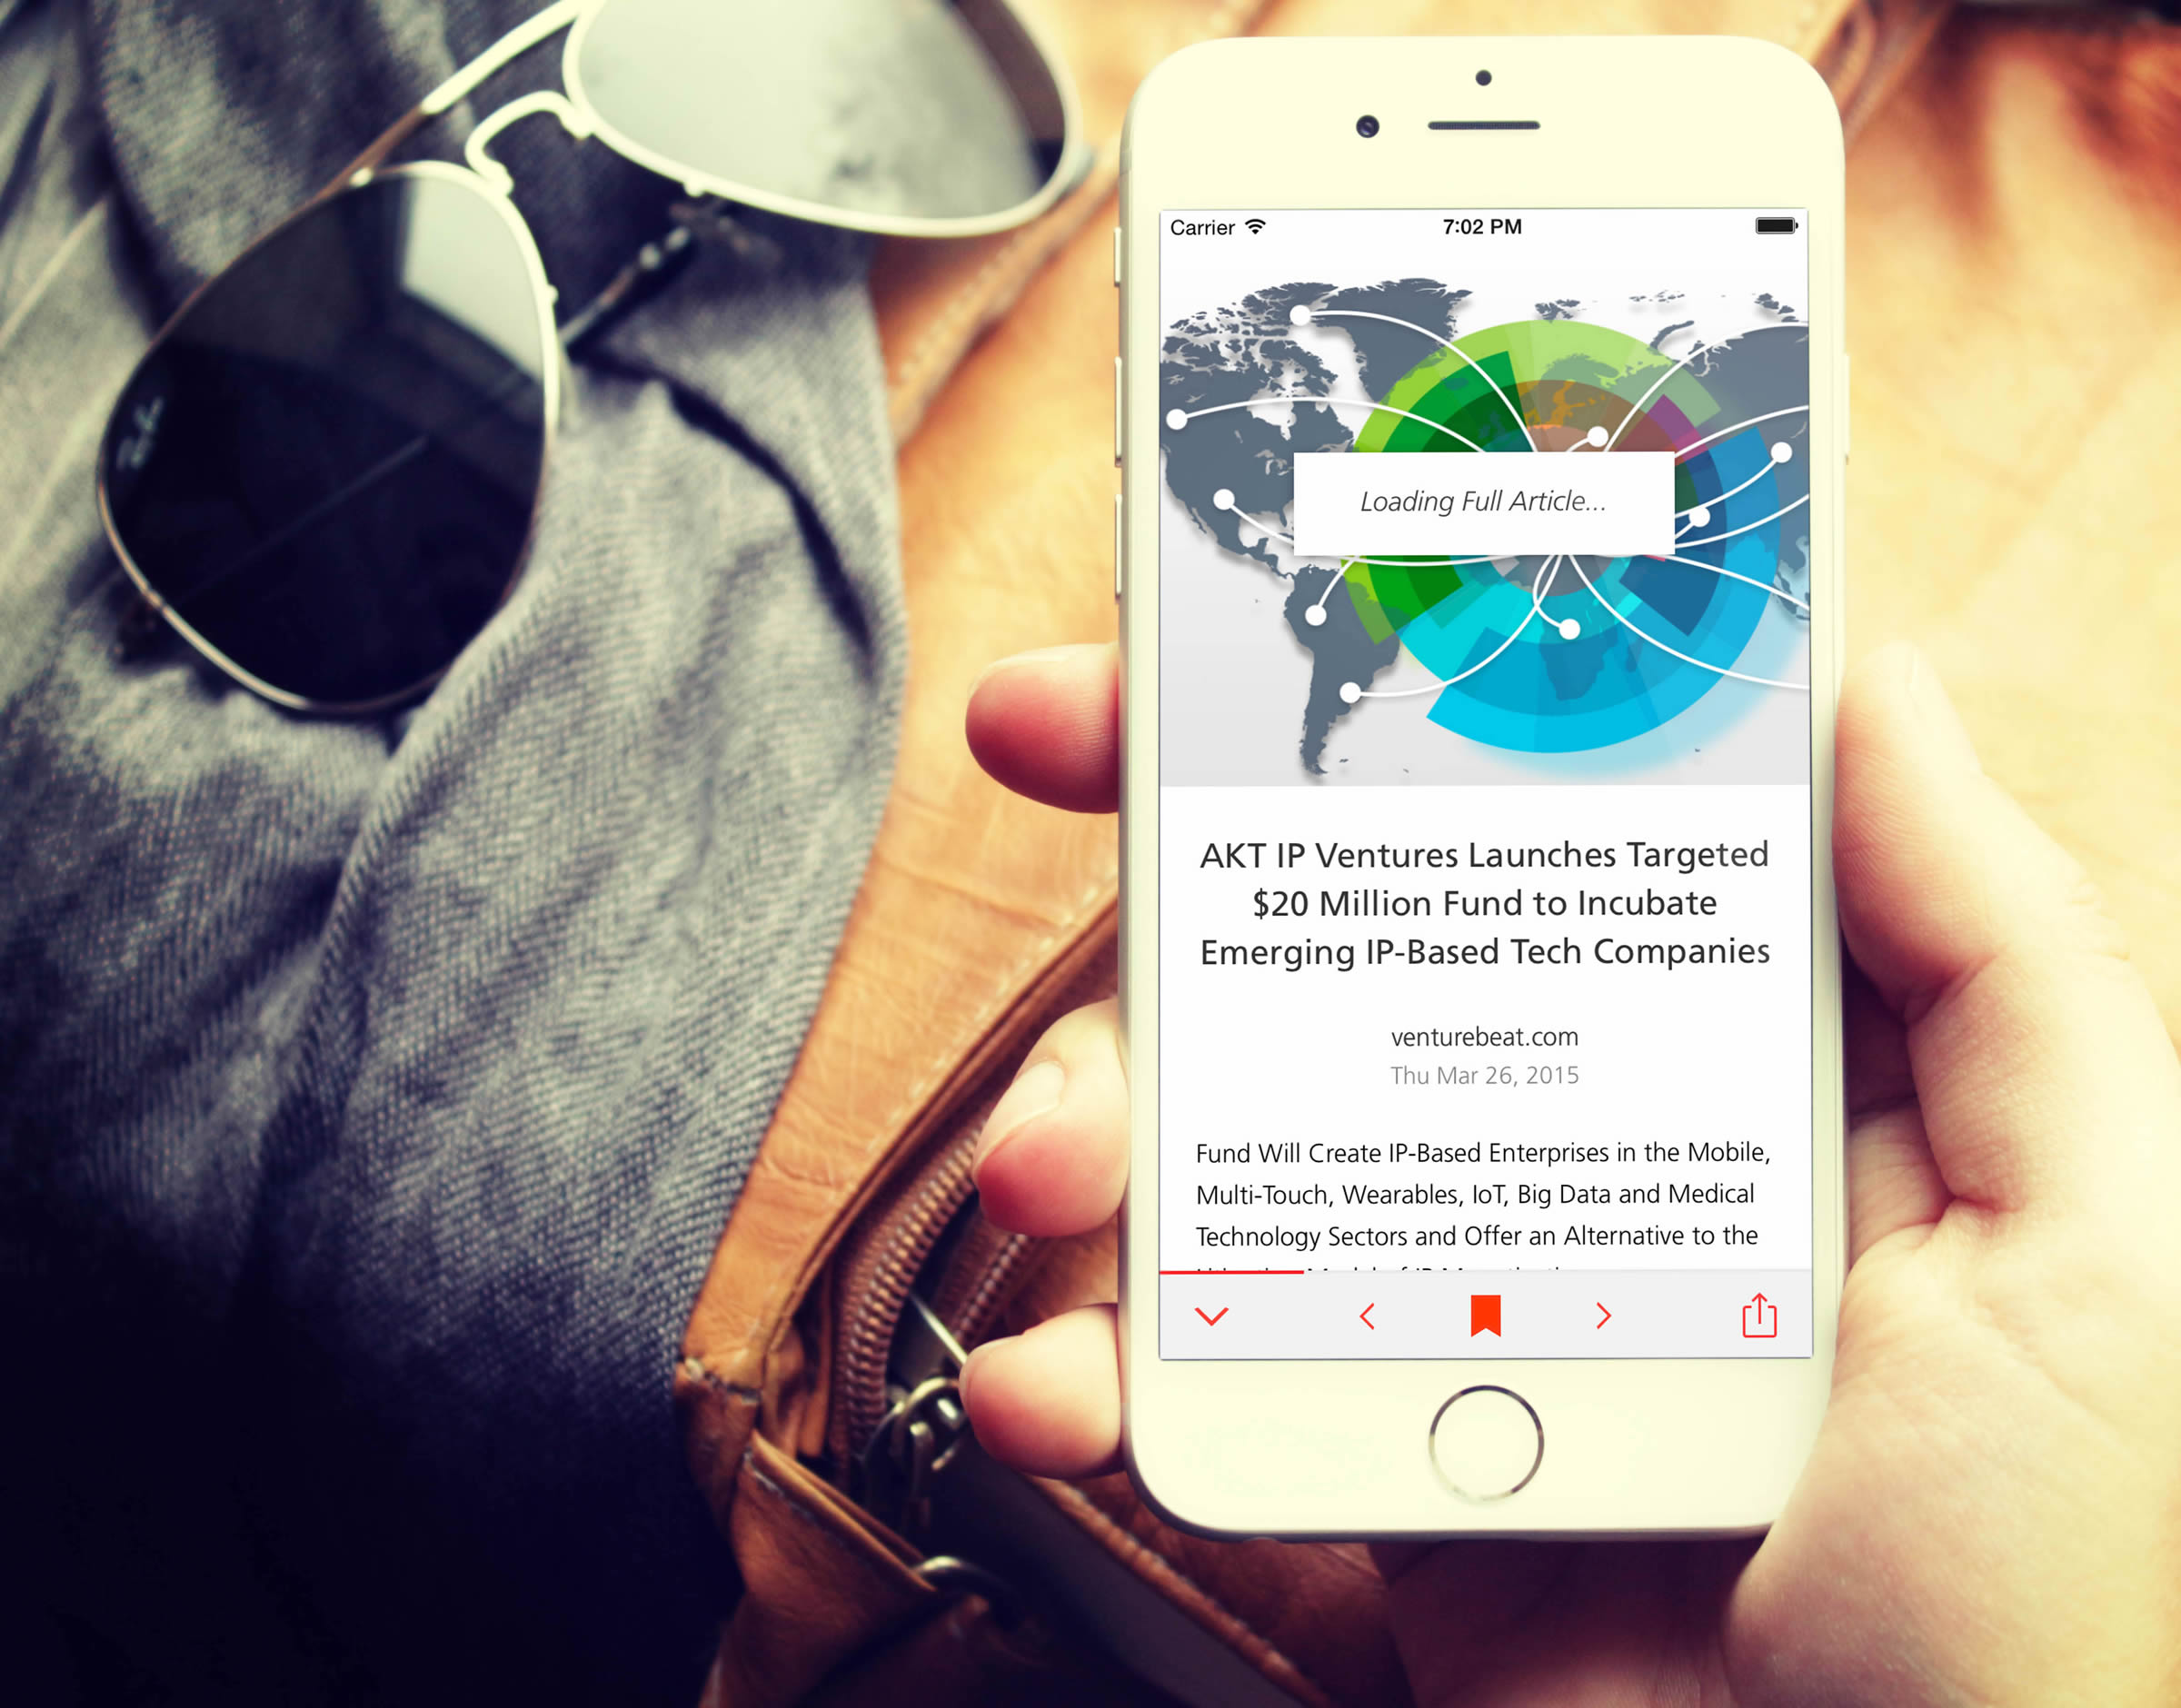 Carrier 7:02 PM
Loading Full Article...
AKT IP Ventures Launches Targeted
$20 Million Fund to Incubate
Emerging IP-Based Tech Companies
venturebeat.com
Thu Mar 26, 2015
Fund Will Create IP-Based Enterprises in the Mobile,
Multi-Touch, Wearables, IoT, Big Data and Medical
Technology Sectors and Offer an Alternative to the